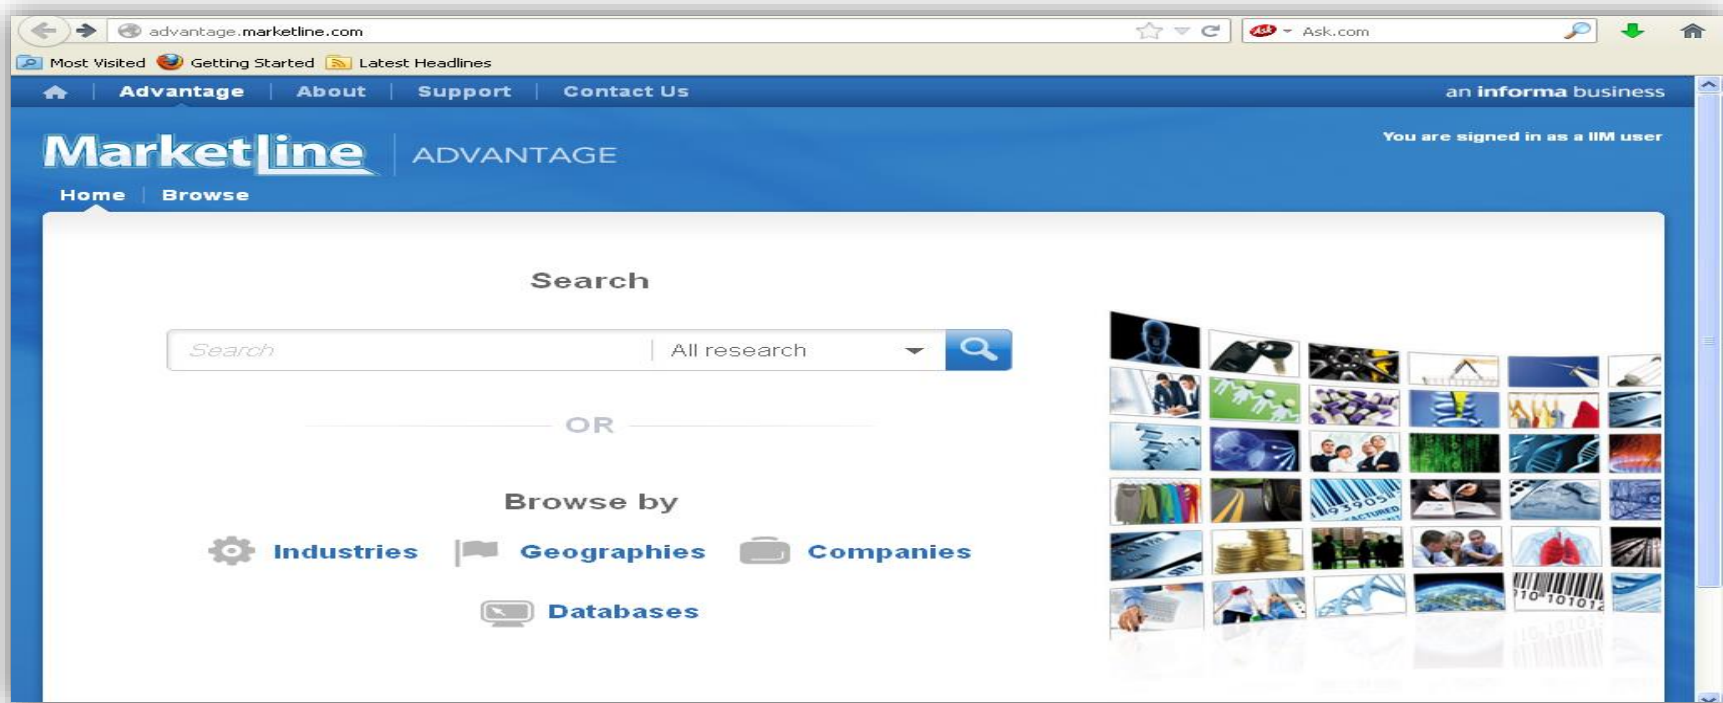 advantage.marketline.com
Ask.com
Most Visited Getting Started Latest Headlines
Advantage About Support Contact Us an informa business
You are signed in as a IIM user
MarketLine ADVANTAGE
Home Browse
Search
Search All research
OR
Browse by
Industries Geographies Companies
Databases